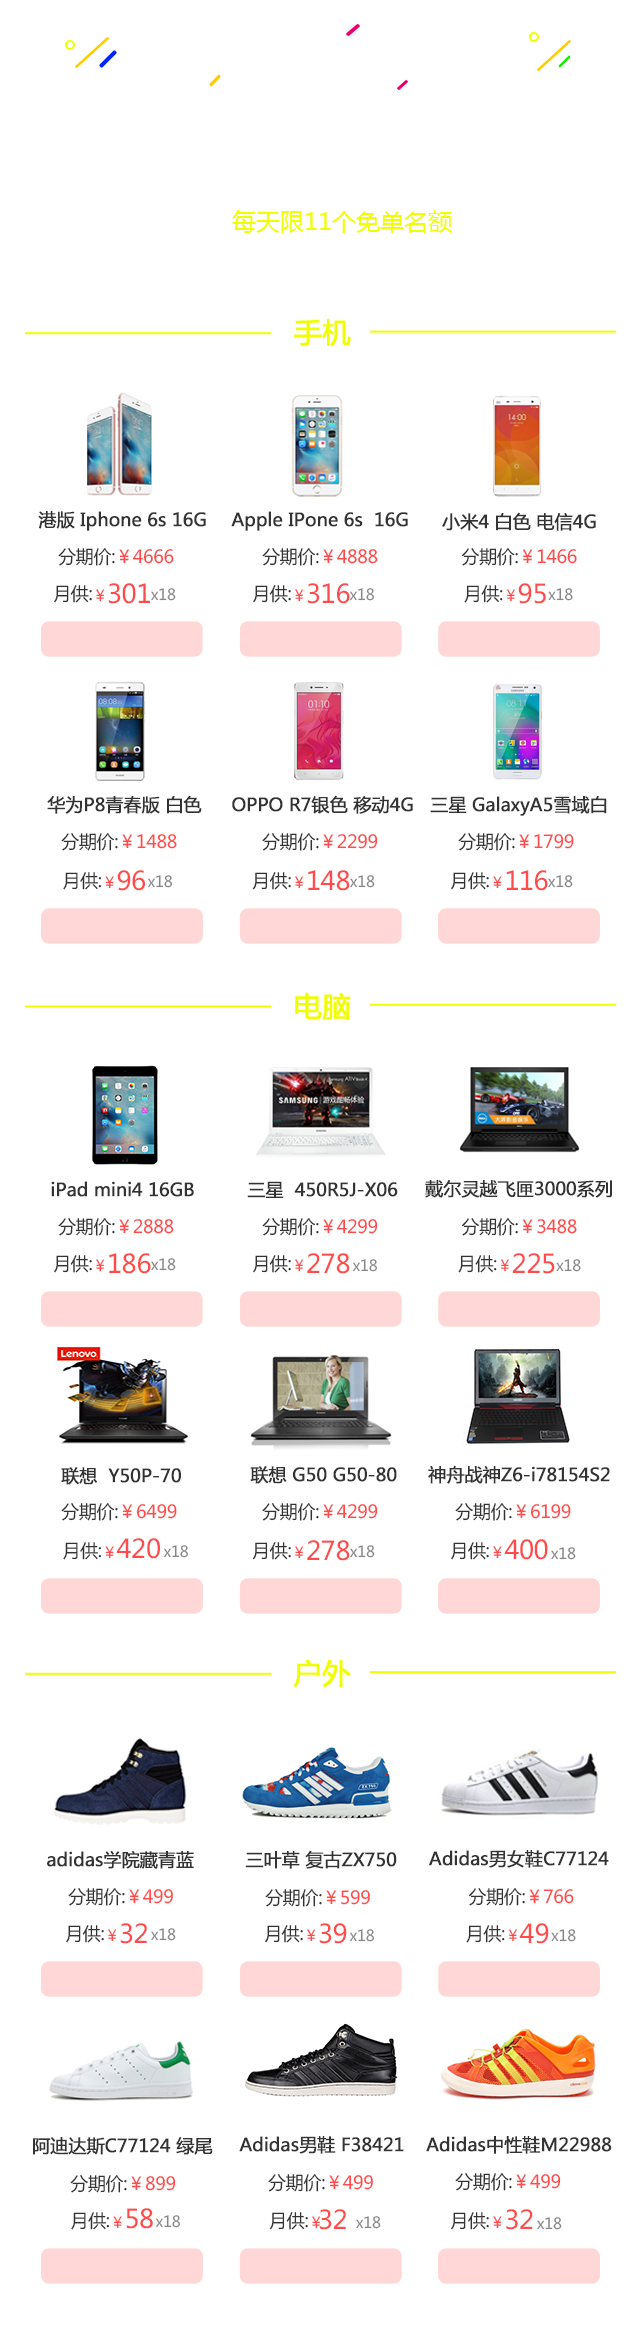 每天限11个免单名额
手机
港版 Iphone 6s 16G
分期价:¥4666
月供:¥301x18
Apple IPone 6s 16G
分期价:¥4888
月供:¥316x18
小米4 白色 电信4G
分期价:¥1466
月供:¥95x18
华为P8青春版 白色
分期价:¥1488
月供:¥96x18
OPPO R7银色 移动4G
分期价:¥2299
月供:¥148x18
三星 GalaxyA5雪域白
分期价:¥1799
月供:¥116x18
电脑
iPad mini4 16GB
分期价:¥2888
月供:¥186x18
SAMSUNG 游戏酷畅体验
三星 450R5J-X06
分期价:¥4299
月供:¥278x18
戴尔灵越飞匣3000系列
分期价:¥3488
月供:¥225x18
Lenovo
联想 Y50P-70
分期价:¥6499
月供:¥420x18
联想 G50 G50-80
分期价:¥4299
月供:¥278x18
神舟战神Z6-i78154S2
分期价:¥6199
月供:¥400x18
户外
adidas学院藏青蓝
分期价:¥499
月供:¥32x18
三叶草 复古ZX750
分期价:¥599
月供:¥39x18
Adidas男女鞋C77124
分期价:¥766
月供:¥49x18
阿迪达斯C77124 绿尾
分期价:¥899
月供:¥58x18
Adidas男鞋 F38421
分期价:¥499
月供:¥32 x18
Adidas中性鞋M22988
分期价:¥499
月供:¥32x18